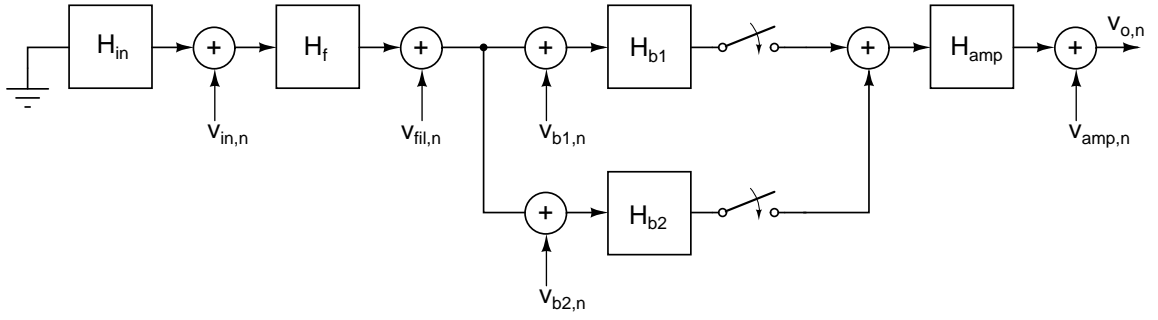 H_in
+
v_in,n
H_f
+
v_fil,n
+
v_b1,n
H_b1
+
H_amp
+
v_amp,n
v_o,n
+
v_b2,n
H_b2